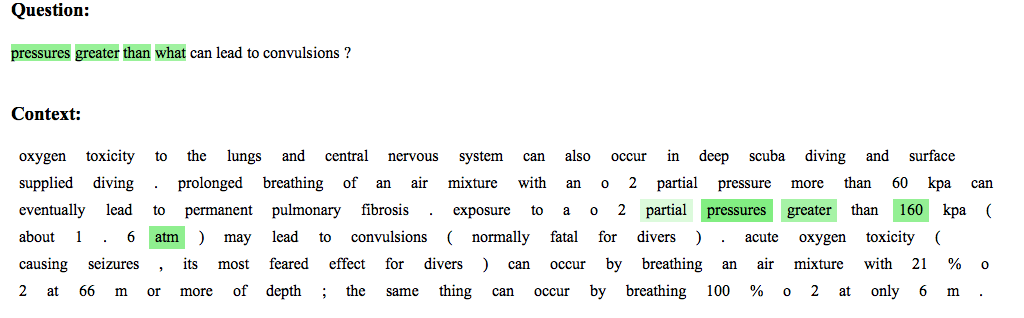 Question:
pressures greater than what can lead to convulsions ?
Context:
oxygen toxicity to the lungs and central nervous system can also occur in deep scuba diving and surface
supplied diving . prolonged breathing of an air mixture with an o 2 partial pressure more than 60 kpa can
eventually lead to permanent pulmonary fibrosis . exposure to a o 2 partial pressures greater than 160 kpa (
about 1 . 6 atm ) may lead to convulsions ( normally fatal for divers ) . acute oxygen toxicity (
causing seizures , its most feared effect for divers ) can occur by breathing an air mixture with 21 % o
2 at 66 m or more of depth ; the same thing can occur by breathing 100 % o 2 at only 6 m .